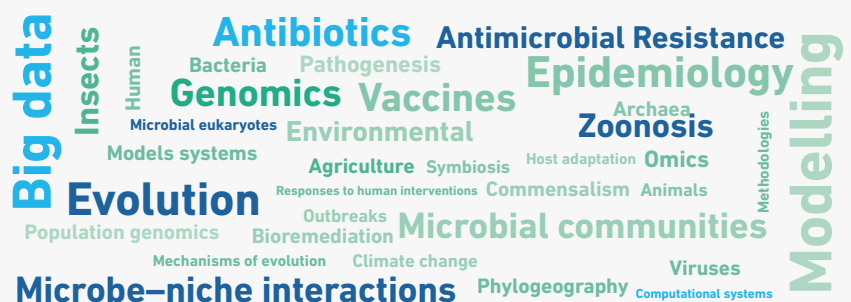 Big data
Insects
Human
Antibiotics
Antimicrobial Resistance
Bacteria
Pathogenesis
Epidemiology
Modelling
Genomics
Vaccines
Archaea
Microbial eukaryotes
Environmental
Zoonosis
Methodologies
Models systems
Agriculture
Symbiosis
Host adaptation
Omics
Evolution
Responses to human interventions
Commensalism
Animals
Outbreaks
Population genomics
Bioremediation
Microbial communities
Mechanisms of evolution
Climate change
Viruses
Microbe–niche interactions
Phylogeography
Computational systems